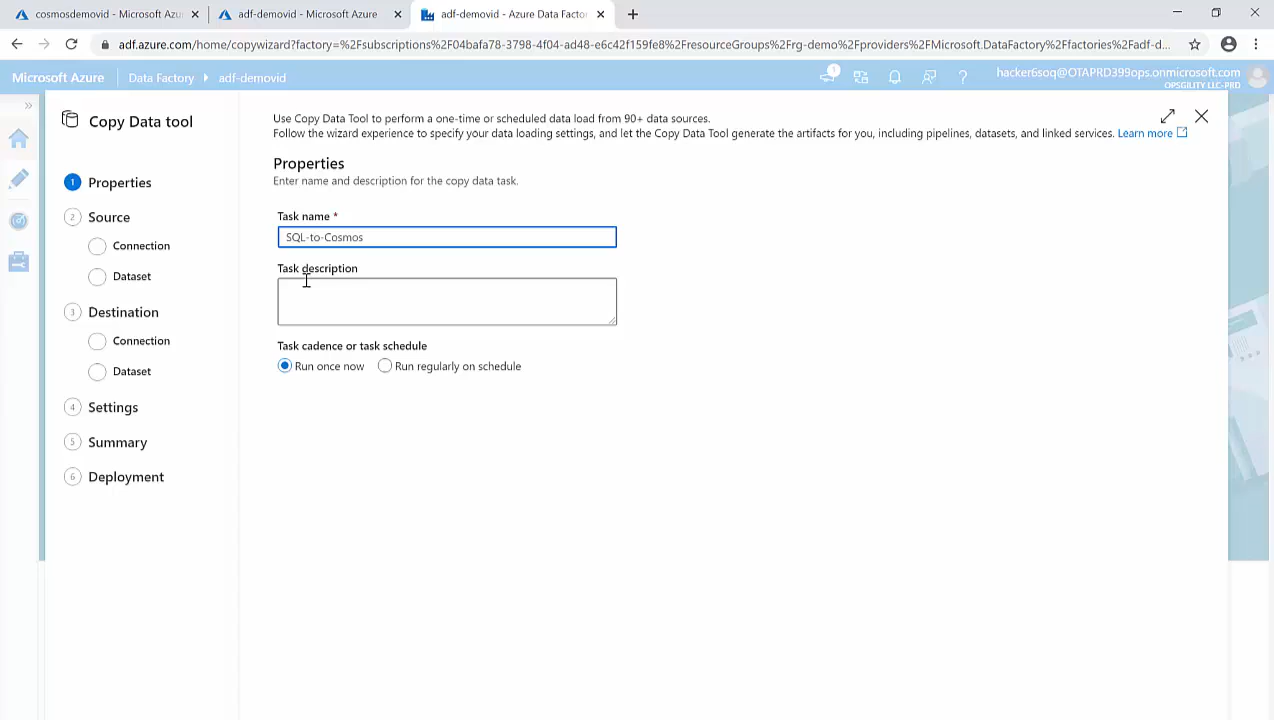 cosmosdemovid - Microsoft Azu
adf-demovid - Microsoft Azure
adf-demovid - Azure Data Facto
adf.azure.com/home/copywizard?factory=%2Fsubscriptions%2F04bafa78-3798-4f04-ad48-e6c42f159fe8%2FresourceGroups%2Frg-demo%2Fproviders%2FMicrosoft.DataFactory%2Ffactories%2Fadf-d...
Microsoft Azure
Data Factory
adf-demovid
1
?
hacker6soq@OTAPRD399ops.onmicrosoft.com
OPSGILITY LLC-PRD
Copy Data tool
1 Properties
2 Source
Connection
Dataset
3 Destination
Connection
Dataset
4 Settings
5 Summary
6 Deployment
Use Copy Data Tool to perform a one-time or scheduled data load from 90+ data sources.
Follow the wizard experience to specify your data loading settings, and let the Copy Data Tool generate the artifacts for you, including pipelines, datasets, and linked services. Learn more
Properties
Enter name and description for the copy data task.
Task name *
SQL-to-Cosmos
Task description
Task cadence or task schedule
Run once now Run regularly on schedule